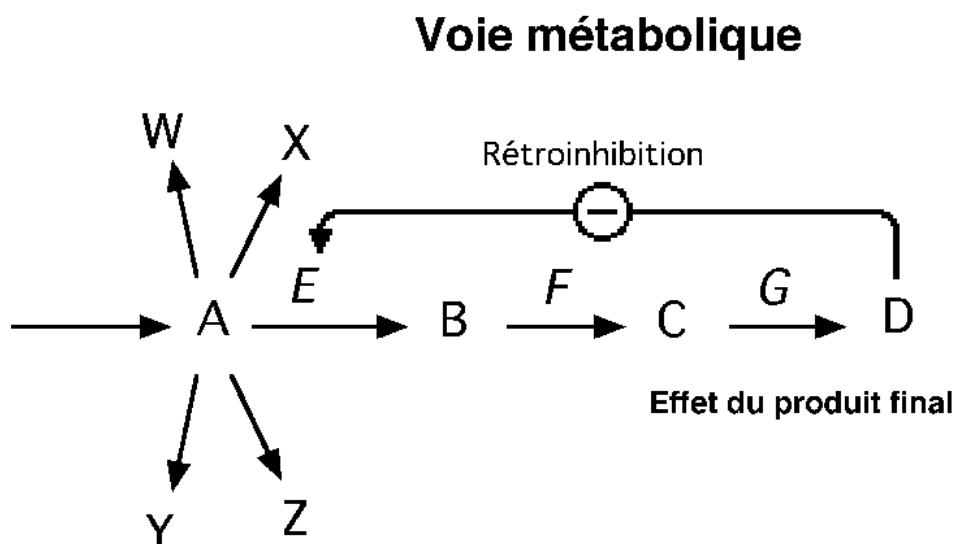 Voie métabolique
W
X
Rétroinhibition
E
F
G
A
B
C
D
Effet du produit final
Y
Z